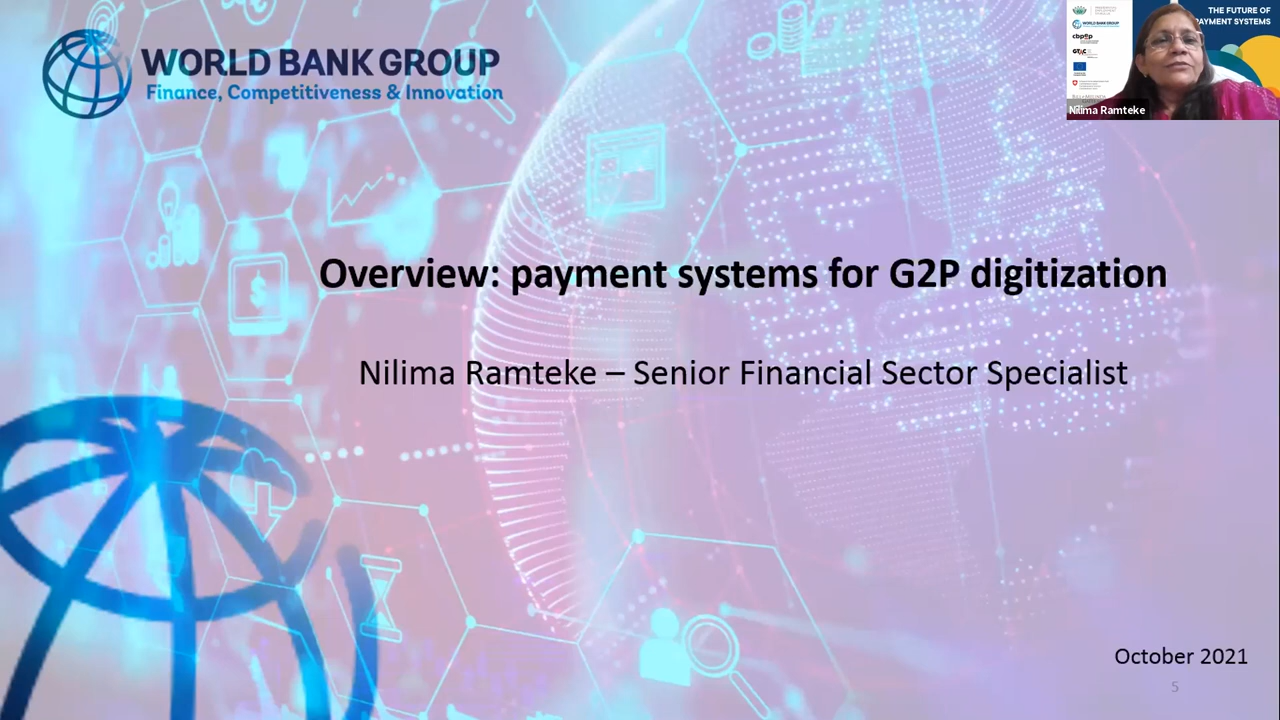 WORLD BANK GROUP
Finance, Competitiveness & Innovation
THE FUTURE OF
PAYMENT SYSTEMS
cbpep
Nilima Ramteke
Overview: payment systems for G2P digitization
Nilima Ramteke – Senior Financial Sector Specialist
October 2021
5